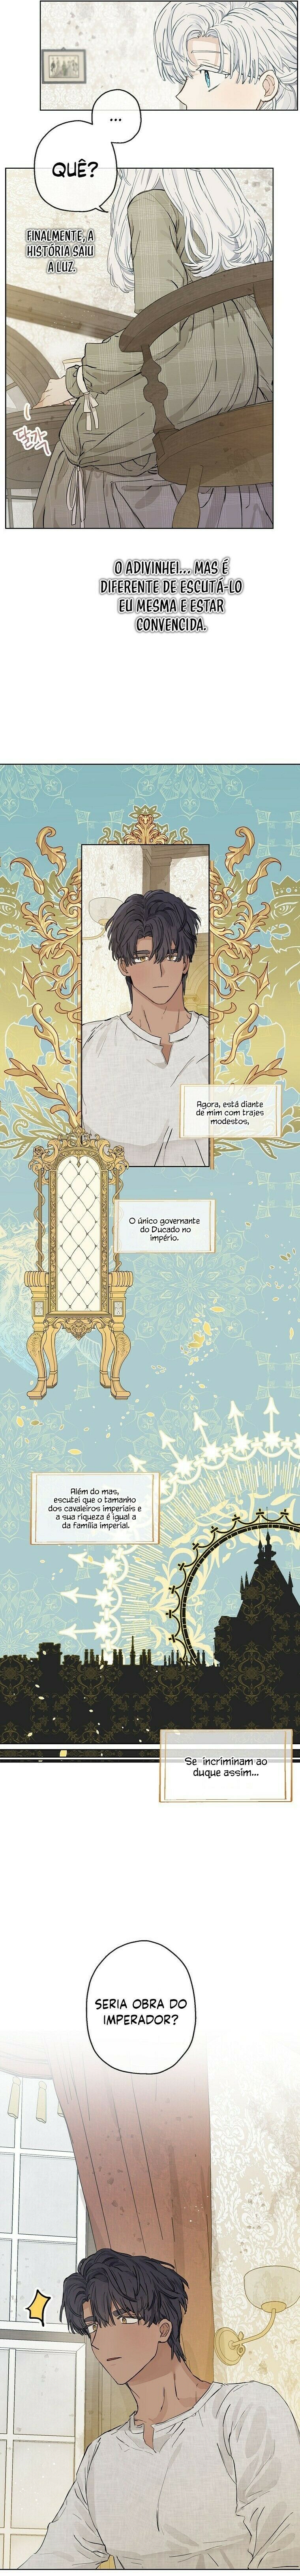 ...
QUÊ?
FINALMENTE, A
HISTÓRIA SAIU
A LUZ.
달깍
O ADIVINHEI... MAS É
DIFERENTE DE ESCUTÁ-LO
EU MESMA E ESTAR
CONVENCIDA.
Agora, está diante
de mim com trajes
modestos,
O único governante
do Ducado no
império.
Além do mas,
escutei que o tamanho
dos cavaleiros imperiais e
a sua riqueza é igual a
da família imperial.
Se incriminam ao
duque assim...
SERIA OBRA DO
IMPERADOR?